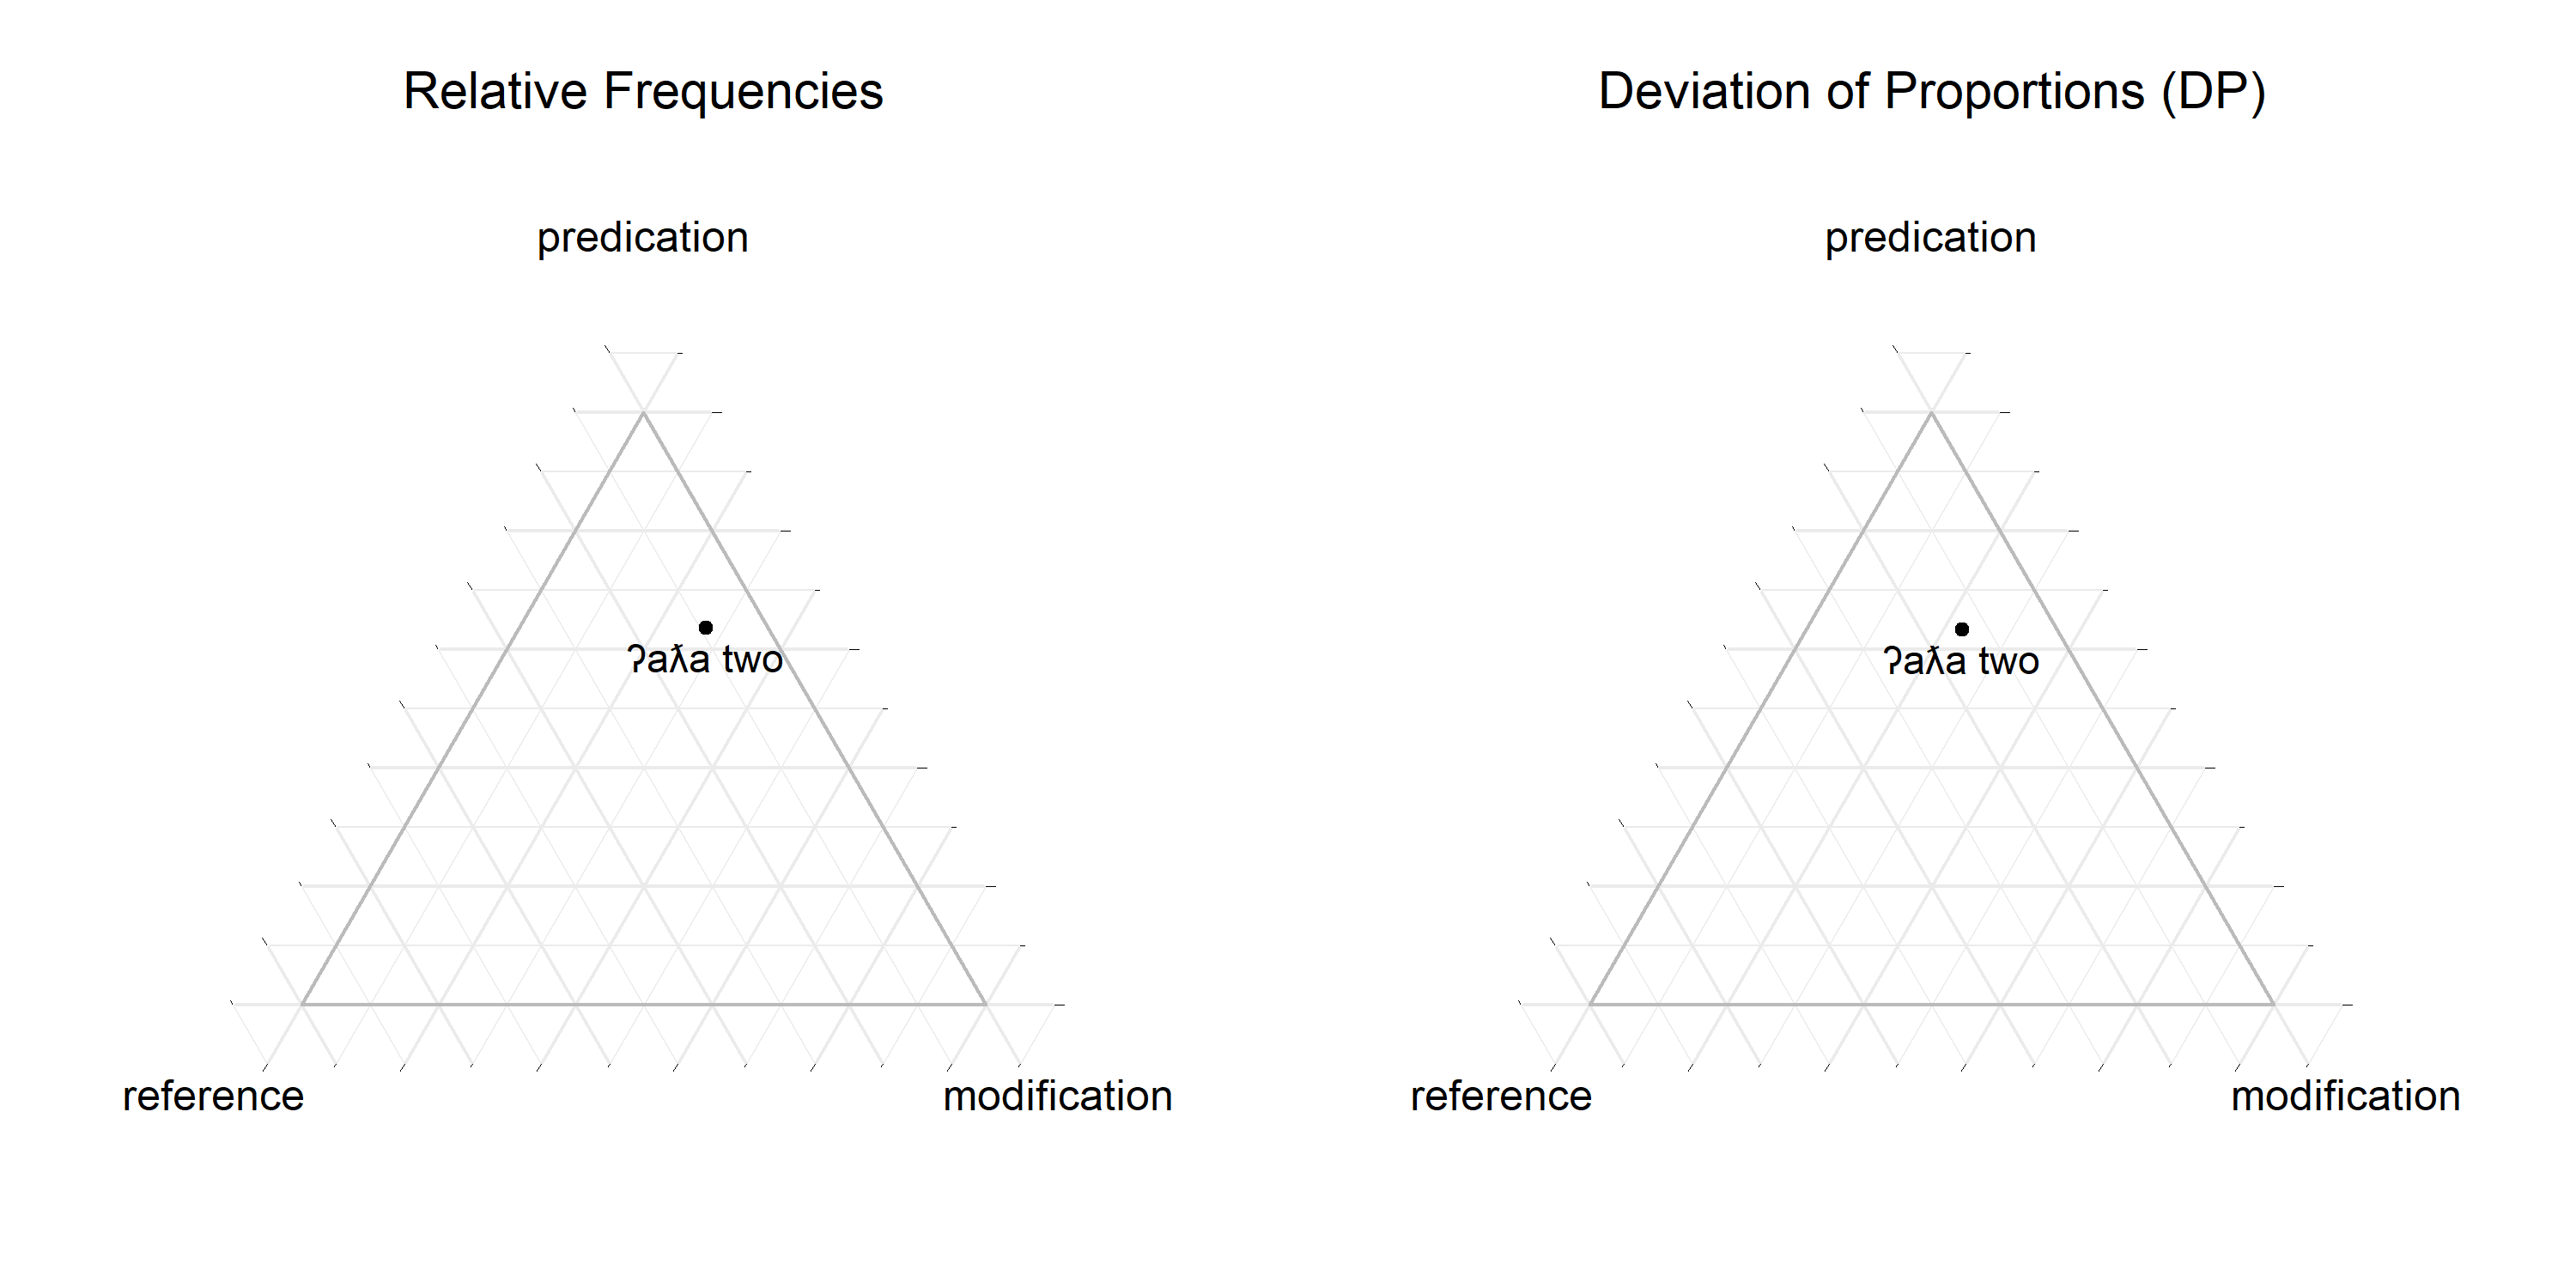 Relative Frequencies
predication
ʔaƛa two
reference
modification
Deviation of Proportions (DP)
predication
ʔaƛa two
reference
modification